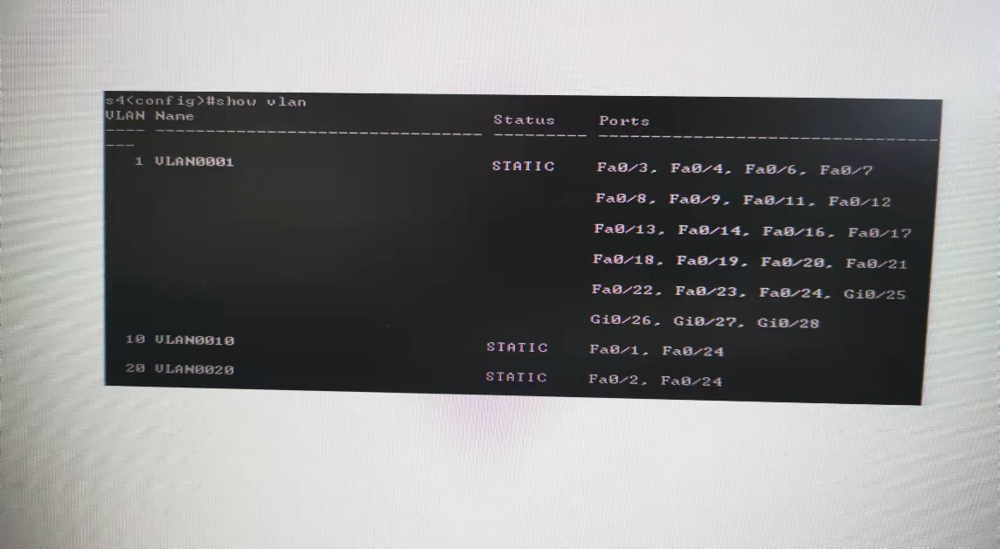 s4(config)#show vlan
VLAN Name Status Ports
---- -------------------------------- --------- -----------------------------------
---
1 VLAN0001 STATIC Fa0/3, Fa0/4, Fa0/6, Fa0/7
Fa0/8, Fa0/9, Fa0/11, Fa0/12
Fa0/13, Fa0/14, Fa0/16, Fa0/17
Fa0/18, Fa0/19, Fa0/20, Fa0/21
Fa0/22, Fa0/23, Fa0/24, Gi0/25
Gi0/26, Gi0/27, Gi0/28
10 VLAN0010 STATIC Fa0/1, Fa0/24
20 VLAN0020 STATIC Fa0/2, Fa0/24